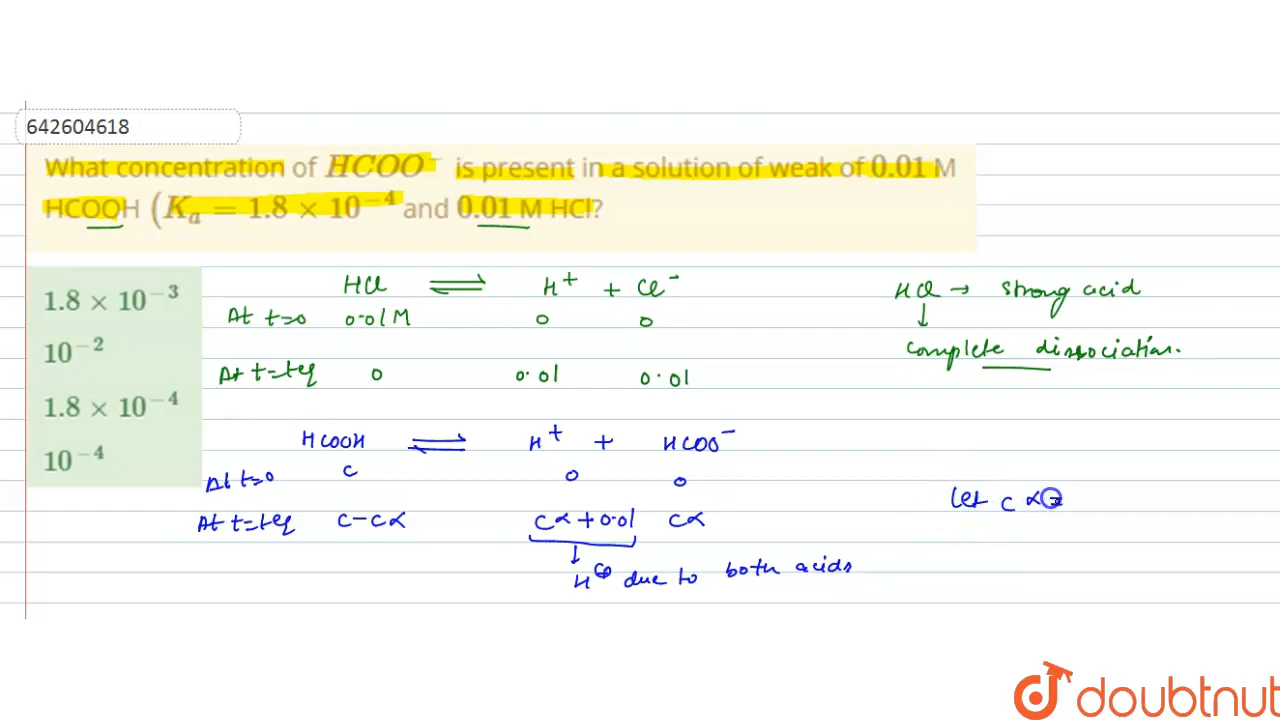 642604618
What concentration of HCOO⁻ is present in a solution of weak of 0.01 M
HCOOH (Kₐ = 1.8 × 10⁻⁴ and 0.01 M HCl?
1.8 × 10⁻³
10⁻²
1.8 × 10⁻⁴
10⁻⁴
HCl ⇌ H⁺ + Cl⁻
At t=0 0.01M 0 0
At t=teq 0 0.01 0.01
HCl → strong acid
↓
complete dissociation.
HCOOH ⇌ H⁺ + HCOO⁻
At t=0 C 0 0
At t=teq C-Cα Cα+0.01 Cα
↓
H⊕ due to both acids
Let C α =
doubtnut